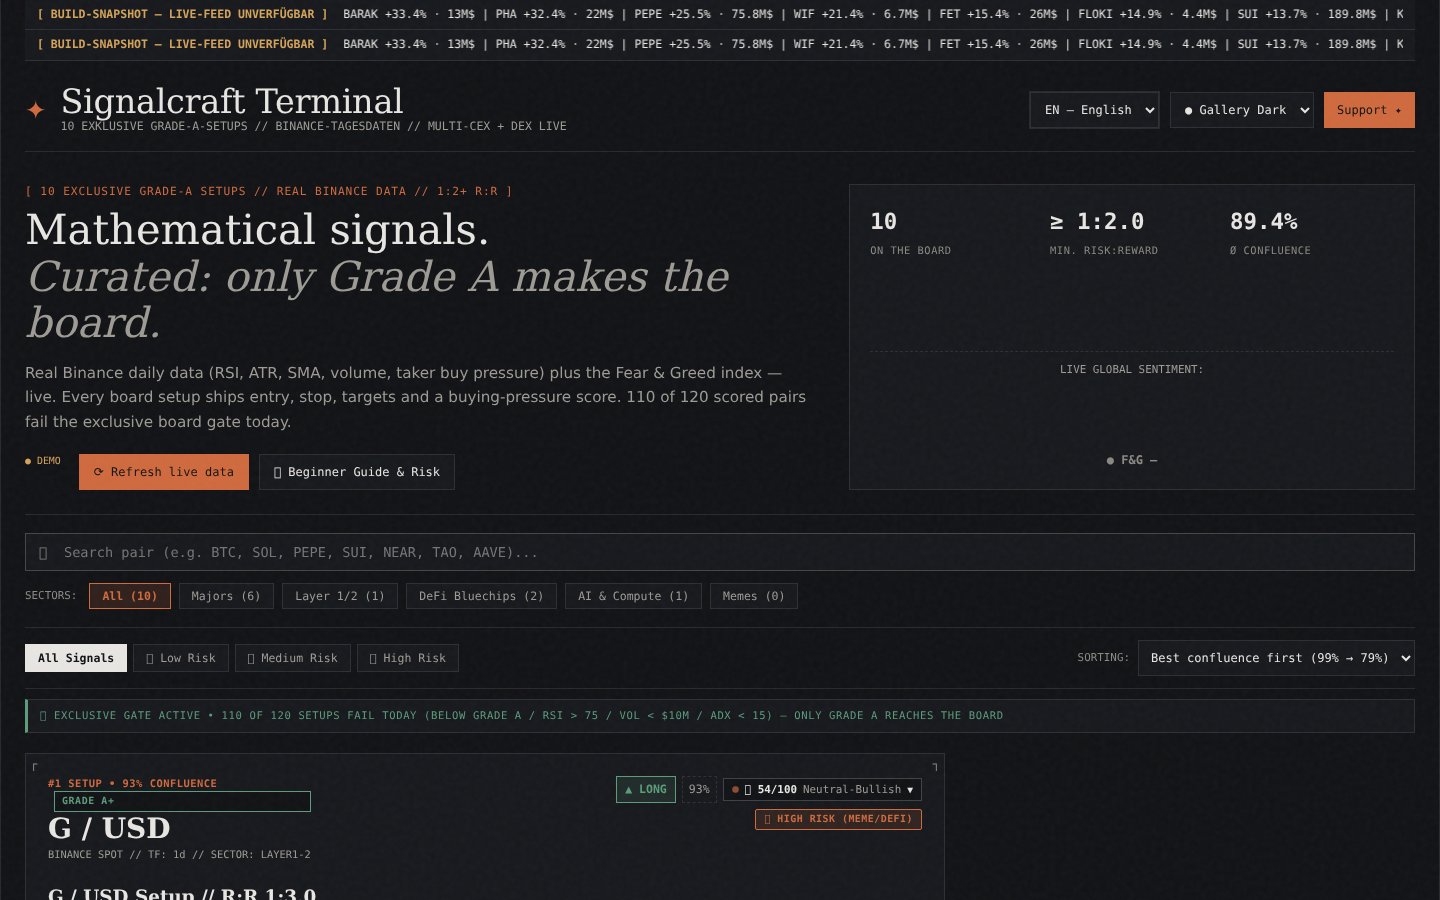 [ BUILD-SNAPSHOT — LIVE-FEED UNVERFÜGBAR ] BARAK +33.4% · 13M$ | PHA +32.4% · 22M$ | PEPE +25.5% · 75.8M$ | WIF +21.4% · 6.7M$ | FET +15.4% · 26M$ | FLOKI +14.9% · 4.4M$ | SUI +13.7% · 189.8M$ | K
[ BUILD-SNAPSHOT — LIVE-FEED UNVERFÜGBAR ] BARAK +33.4% · 13M$ | PHA +32.4% · 22M$ | PEPE +25.5% · 75.8M$ | WIF +21.4% · 6.7M$ | FET +15.4% · 26M$ | FLOKI +14.9% · 4.4M$ | SUI +13.7% · 189.8M$ | K
✦ Signalcraft Terminal
10 EXKLUSIVE GRADE-A-SETUPS // BINANCE-TAGESDATEN // MULTI-CEX + DEX LIVE
EN — English
● Gallery Dark
Support ✦
[ 10 EXCLUSIVE GRADE-A SETUPS // REAL BINANCE DATA // 1:2+ R:R ]
Mathematical signals.
Curated: only Grade A makes the
board.
Real Binance daily data (RSI, ATR, SMA, volume, taker buy pressure) plus the Fear & Greed index —
live. Every board setup ships entry, stop, targets and a buying-pressure score. 110 of 120 scored pairs
fail the exclusive board gate today.
● DEMO
⟳ Refresh live data
Beginner Guide & Risk
10
ON THE BOARD
≥ 1:2.0
MIN. RISK:REWARD
89.4%
Ø CONFLUENCE
LIVE GLOBAL SENTIMENT:
● F&G —
Search pair (e.g. BTC, SOL, PEPE, SUI, NEAR, TAO, AAVE)...
SECTORS: All (10) Majors (6) Layer 1/2 (1) DeFi Bluechips (2) AI & Compute (1) Memes (0)
All Signals Low Risk Medium Risk High Risk
SORTING: Best confluence first (99% → 79%)
EXCLUSIVE GATE ACTIVE • 110 OF 120 SETUPS FAIL TODAY (BELOW GRADE A / RSI > 75 / VOL < $10M / ADX < 15) — ONLY GRADE A REACHES THE BOARD
#1 SETUP • 93% CONFLUENCE
GRADE A+
G / USD
BINANCE SPOT // TF: 1d // SECTOR: LAYER1-2
▲ LONG 93% ● 54/100 Neutral-Bullish ▼
HIGH RISK (MEME/DEFI)
G / USD Setup // R:R 1:3.0